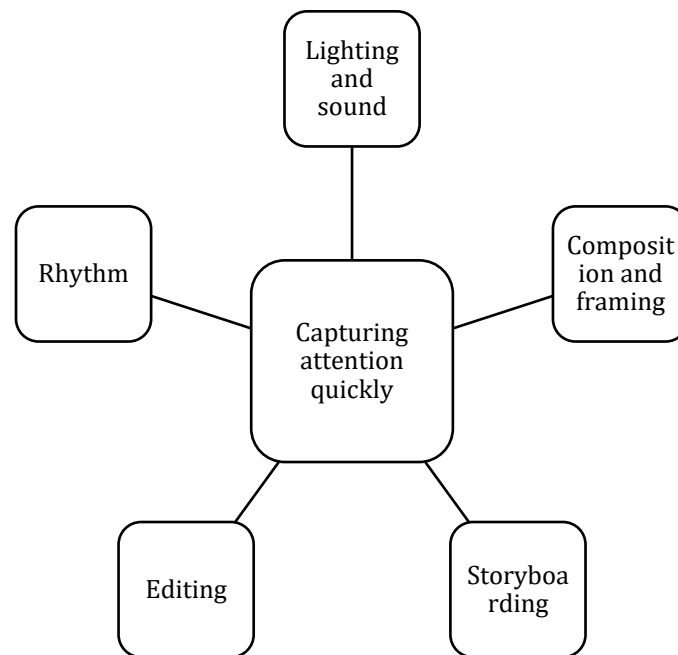 Lighting
and
sound
Rhythm
Composit
ion and
framing
Capturing
attention
quickly
Editing
Storyboa
rding